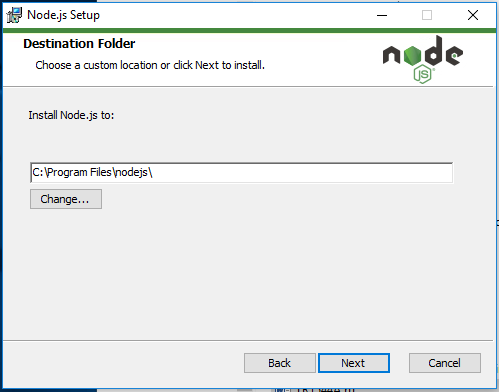 Node.js Setup
Destination Folder
Choose a custom location or click Next to install.
node
JS
Install Node.js to:
C:\Program Files\nodejs\
Change...
Back Next Cancel